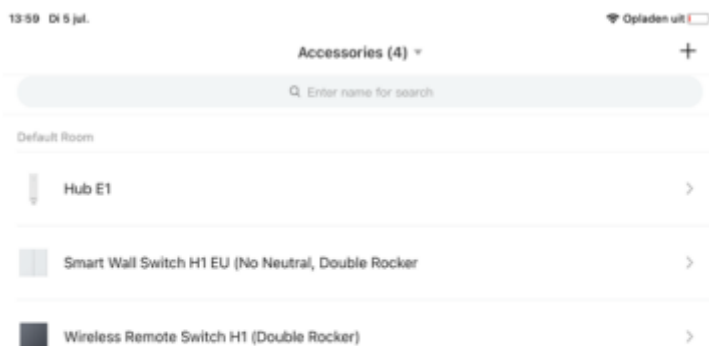 13:59 Di 5 jul.
Opladen uit
Accessories (4)
Enter name for search
Default Room
Hub E1
Smart Wall Switch H1 EU (No Neutral, Double Rocker
Wireless Remote Switch H1 (Double Rocker)